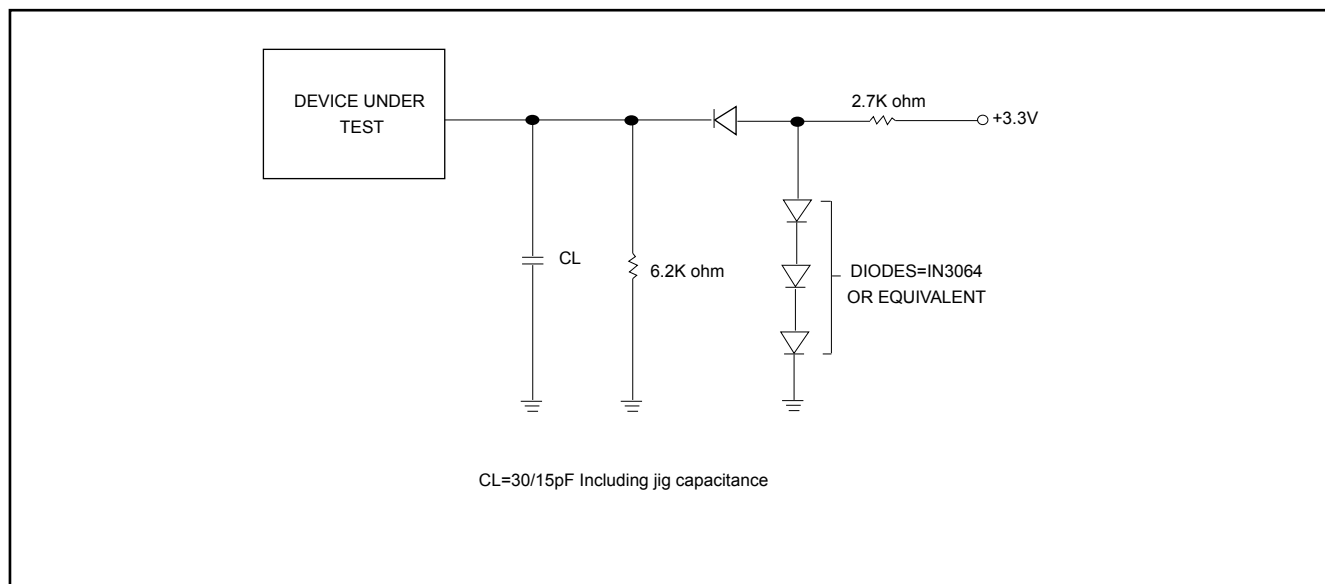 DEVICE UNDER
TEST
2.7K ohm
+3.3V
CL
6.2K ohm
DIODES=IN3064
OR EQUIVALENT
CL=30/15pF Including jig capacitance